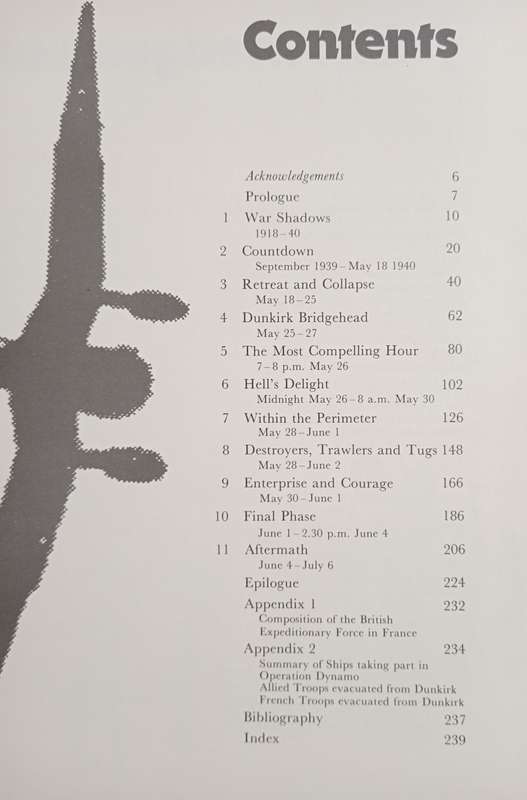 Contents
Acknowledgements 6
Prologue 7
1 War Shadows 10
1918–40
2 Countdown 20
September 1939–May 18 1940
3 Retreat and Collapse 40
May 18–25
4 Dunkirk Bridgehead 62
May 25–27
5 The Most Compelling Hour 80
7–8 p.m. May 26
6 Hell's Delight 102
Midnight May 26–8 a.m. May 30
7 Within the Perimeter 126
May 28–June 1
8 Destroyers, Trawlers and Tugs 148
May 28–June 2
9 Enterprise and Courage 166
May 30–June 1
10 Final Phase 186
June 1–2.30 p.m. June 4
11 Aftermath 206
June 4–July 6
Epilogue 224
Appendix 1 232
Composition of the British
Expeditionary Force in France
Appendix 2 234
Summary of Ships taking part in
Operation Dynamo
Allied Troops evacuated from Dunkirk
French Troops evacuated from Dunkirk
Bibliography 237
Index 239